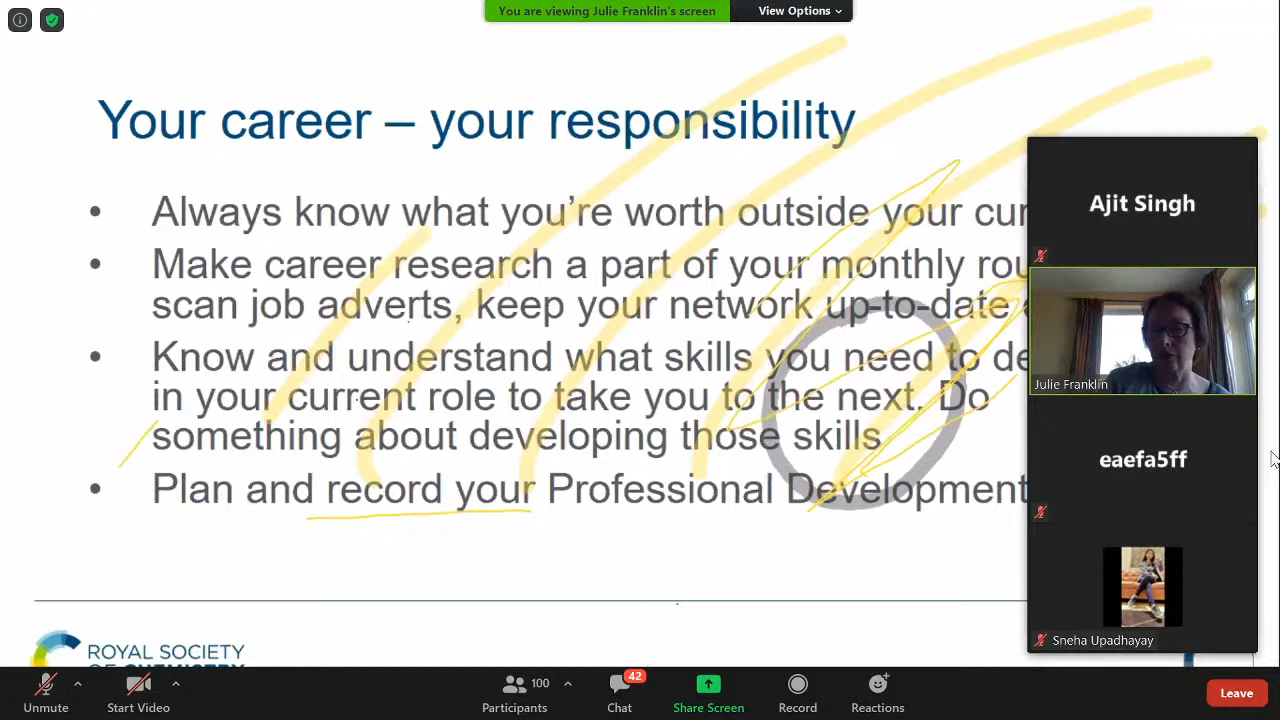 You are viewing Julie Franklin's screen View Options
Your career – your responsibility
• Always know what you're worth outside your
• Make career research a part of your monthly
scan job adverts, keep your network up-to-date
• Know and understand what skills you need to
in your current role to take you to the next. Do
something about developing those skills
• Plan and record your Professional Development
ROYAL SOCIETY
OF CHEMISTRY
Ajit Singh
Julie Franklin
eaefa5ff
Sneha Upadhayay
Unmute
Start Video
100
Participants
42
Chat
Share Screen
Record
Reactions
Leave